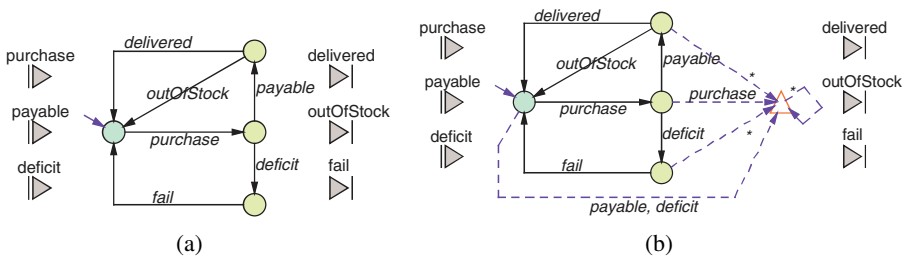 purchase
payable
deficit
delivered
outOfStock
payable
purchase
deficit
fail
delivered
outOfStock
fail
(a)
purchase
payable
deficit
delivered
outOfStock
payable
purchase
deficit
fail
*
purchase
*
*
payable, deficit
delivered
outOfStock
fail
(b)